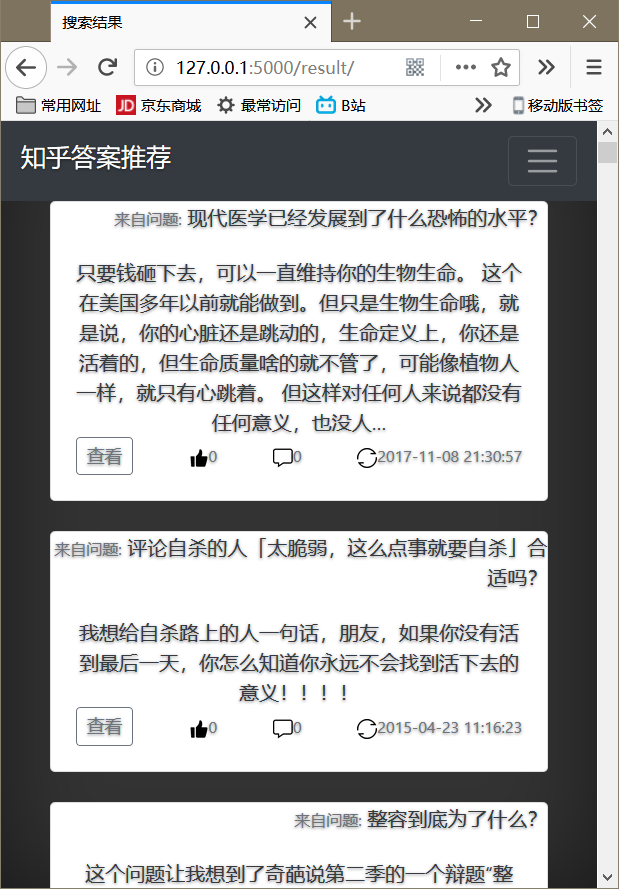 搜索结果
127.0.0.1:5000/result/
常用网址 JD 京东商城 最常访问 B站 移动版书签
知乎答案推荐
来自问题: 现代医学已经发展到了什么恐怖的水平?
只要钱砸下去，可以一直维持你的生物生命。 这个
在美国多年以前就能做到。但只是生物生命哦，就
是说，你的心脏还是跳动的，生命定义上，你还是
活着的，但生命质量啥的就不管了，可能像植物人
一样，就只有心跳着。 但这样对任何人来说都没有
任何意义，也没人...
查看 0 0 2017-11-08 21:30:57
来自问题: 评论自杀的人「太脆弱，这么点事就要自杀」合
适吗?
我想给自杀路上的人一句话，朋友，如果你没有活
到最后一天，你怎么知道你永远不会找到活下去的
意义！！！！
查看 0 0 2015-04-23 11:16:23
来自问题: 整容到底为了什么?
这个问题让我想到了奇葩说第二季的一个辩题“整